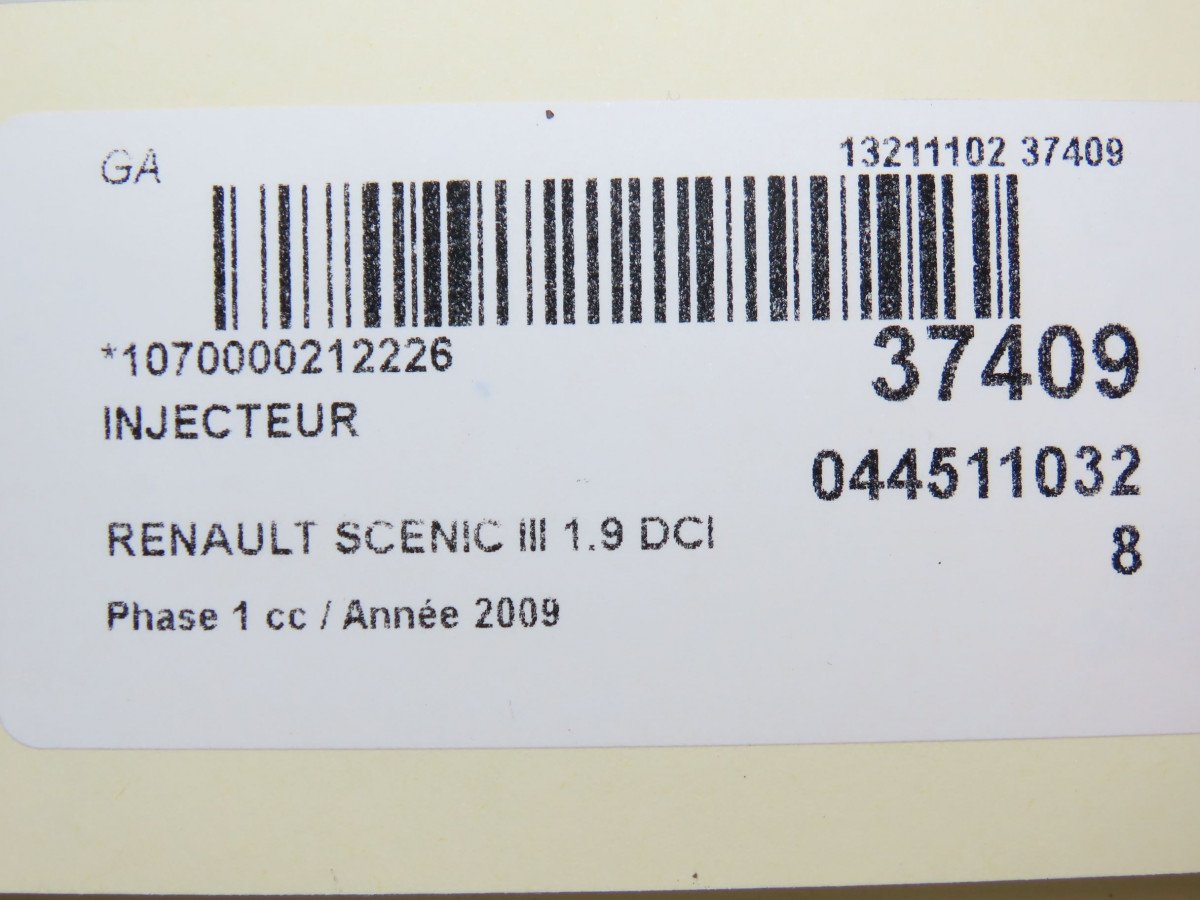 GA
13211102 37409
*1070000212226
37409
INJECTEUR
044511032
8
RENAULT SCENIC III 1.9 DCI
Phase 1 cc / Année 2009